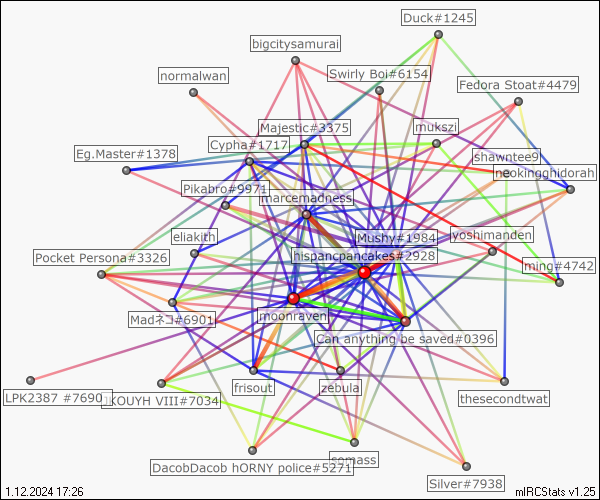 Duck#1245
bigcitysamurai
Swirly Boi#6154
normalwan
Fedora Stoat#4479
Majestic#3375
mukszi
Cypha#1717
shawntee9
Eg.Master#1378
neokingghidorah
Pikabro#9971
marcemadness
eliakith
Mushy#1984
yoshimanden
Pocket Persona#3326
hispancpancakes#2928
ming#4742
Madネコ#6901
moonraven
Can anything be saved#0396
LPK2387 #7690
JKOUYH VIII#7034
frisout
zebula
thesecondtwat
somass
DacobDacob hORNY police#5271
Silver#7938
1.12.2024 17:26
mIRCStats v1.25